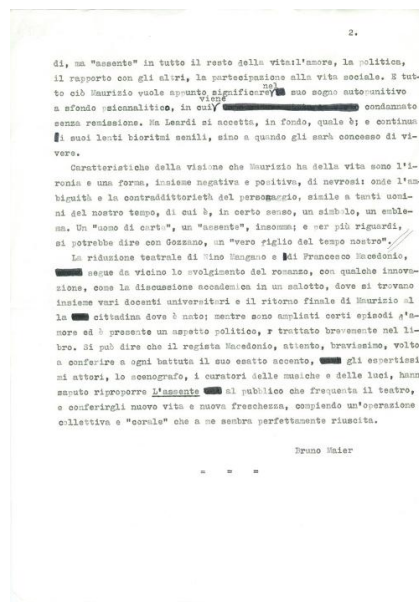 2.
di, ma "assente" in tutto il resto della vita:l'amore, la politica,
il rapporto con gli altri, la partecipazione alla vita sociale. E tut-
to ciò Maurizio vuole appunto significare nel suo sogno autopunitivo
a sfondo psicanalitico, in cui viene condannato
senza remissione. Ma Leardi si accetta, in fondo, quale è; e continua
i suoi lenti bioritmi senili, sino a quando gli sarà concesso di vi-
vere.
Caratteristiche della visione che Maurizio ha della vita sono l'i-
ronia e una forma, insieme negativa e positiva, di nevrosi: onde l'am
biguità e la contraddittorietà del personaggio, simile a tanti uomi-
ni del nostro tempo, di cui è, in certo senso, un simbolo, un emble-
ma. Un "uomo di carta", un "assente", insomma; e per più riguardi,
si potrebbe dire con Gozzano, un "vero figlio del tempo nostro".
La riduzione teatrale di Nino Mangano e di Francesco Macedonio,
segue da vicino lo svolgimento del romanzo, con qualche innova-
zione, come la discussione accademica in un salotto, dove si trovano
insieme vari docenti universitari e il ritorno finale di Maurizio al
la cittadina dove è nato; mentre sono ampliati certi episodi d'a-
more ed è presente un aspetto politico, trattato brevemente nel li-
bro. Si può dire che il regista Macedonio, attento, bravissimo, volto
a conferire a ogni battuta il suo esatto accento, gli espertissi
mi attori, lo scenografo, i curatori delle musiche e delle luci, hann
saputo riproporre L'assente al pubblico che frequenta il teatro,
e conferirgli nuovo vita e nuova freschezza, compiendo un'operazione
collettiva e "corale" che a me sembra perfettamente riuscita.
Bruno Maier
= = =